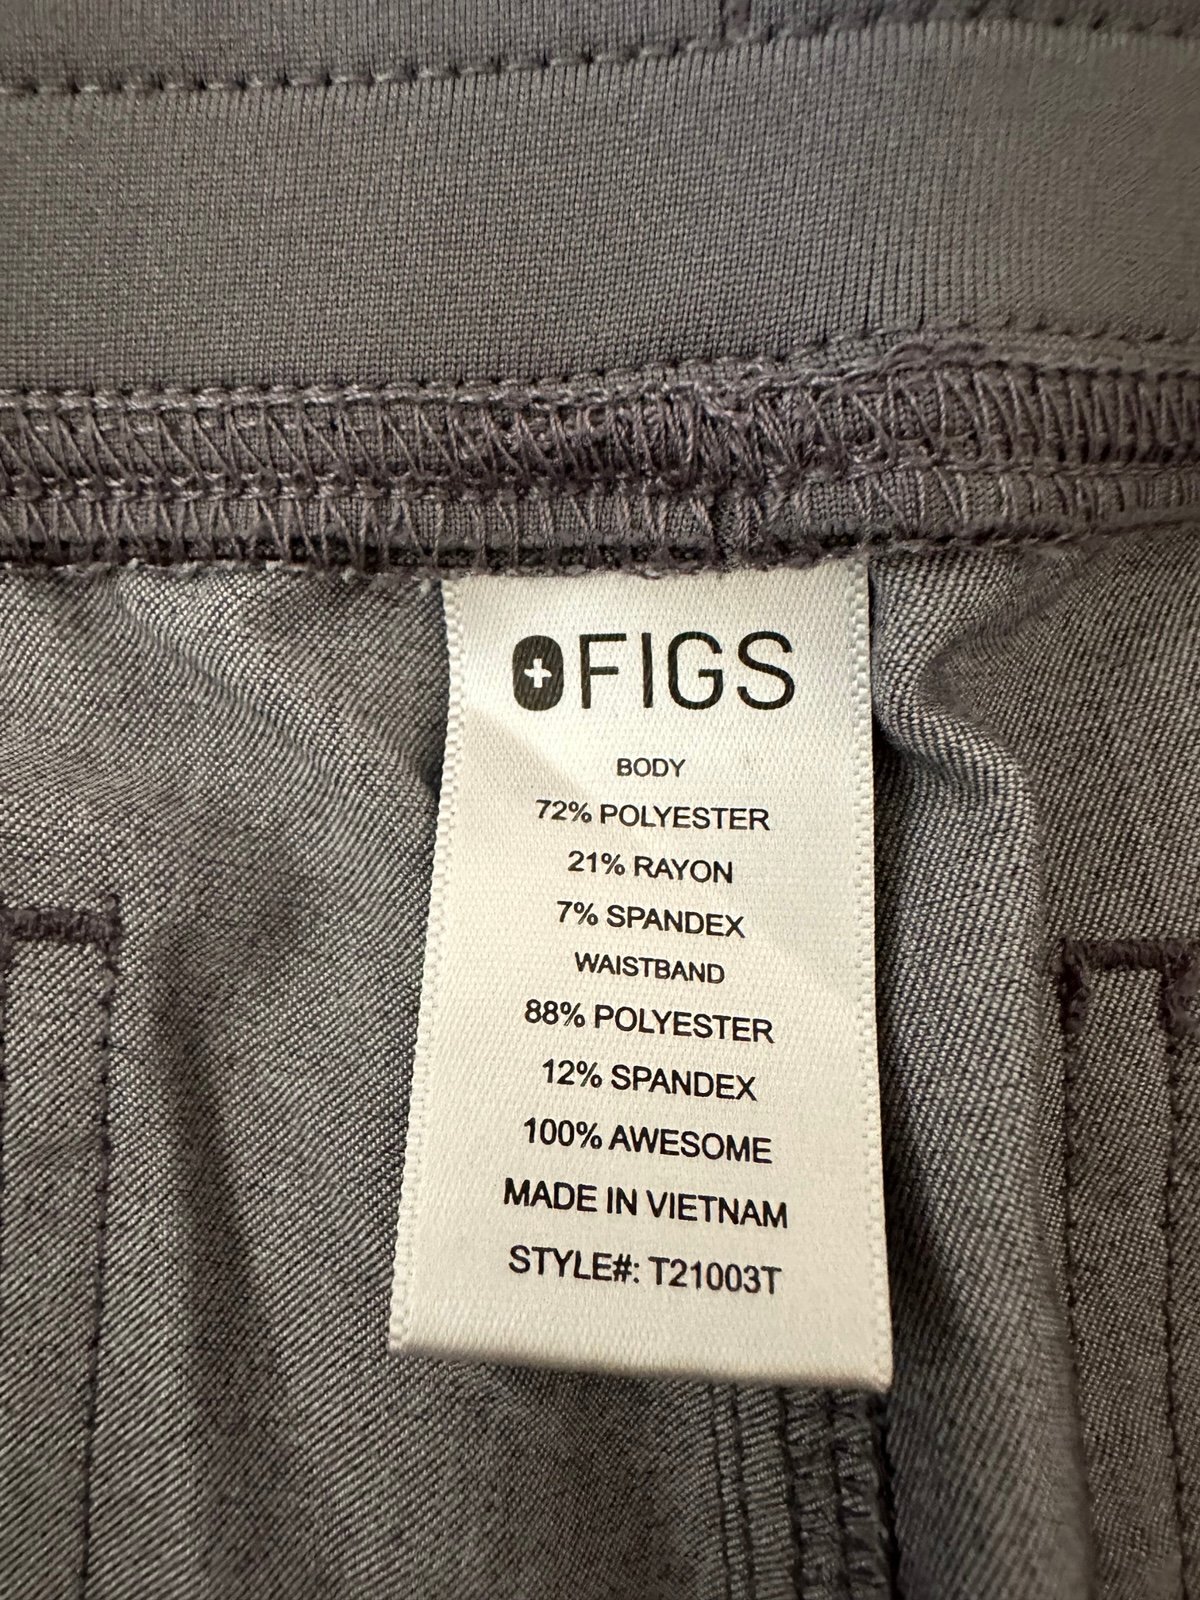 FIGS
BODY
72% POLYESTER
21% RAYON
7% SPANDEX
WAISTBAND
88% POLYESTER
12% SPANDEX
100% AWESOME
MADE IN VIETNAM
STYLE#: T21003T